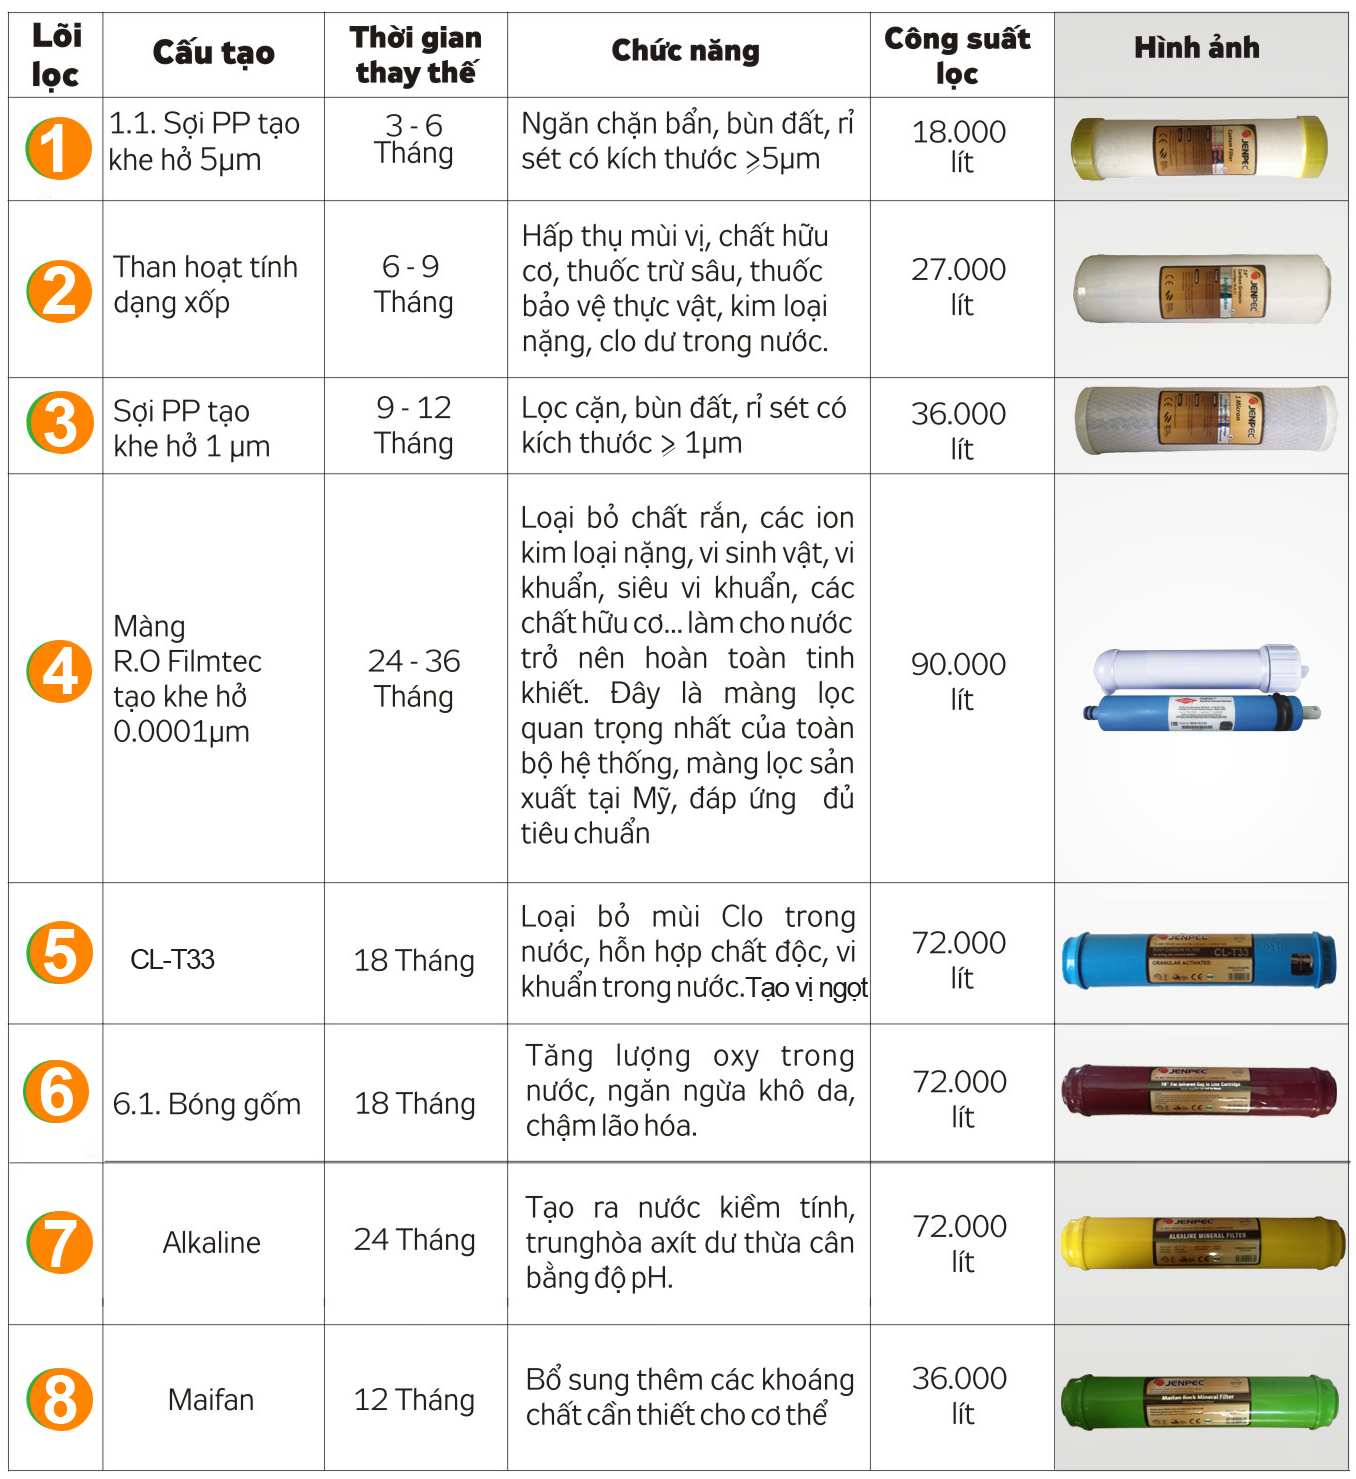 Lõi
lọc
Cấu tạo
Thời gian
thay thế
Chức năng
Công suất
lọc
Hình ảnh
1
1.1. Sợi PP tạo
khe hở 5µm
3 - 6
Tháng
Ngăn chặn bẩn, bùn đất, rỉ
sét có kích thước ⩾5µm
18.000
lít
JENPEC
Cotton Filter
2
Than hoạt tính
dạng xốp
6 - 9
Tháng
Hấp thụ mùi vị, chất hữu
cơ, thuốc trừ sâu, thuốc
bảo vệ thực vật, kim loại
nặng, clo dư trong nước.
27.000
lít
JENPEC
3
Sợi PP tạo
khe hở 1 µm
9 - 12
Tháng
Lọc cặn, bùn đất, rỉ sét có
kích thước ⩾ 1µm
36.000
lít
JENPEC
1 Micron
4
Màng
R.O Filmtec
tạo khe hở
0.0001µm
24 - 36
Tháng
Loại bỏ chất rắn, các ion
kim loại nặng, vi sinh vật, vi
khuẩn, siêu vi khuẩn, các
chất hữu cơ... làm cho nước
trở nên hoàn toàn tinh
khiết. Đây là màng lọc
quan trọng nhất của toàn
bộ hệ thống, màng lọc sản
xuất tại Mỹ, đáp ứng đủ
tiêu chuẩn
90.000
lít
5
CL-T33
18 Tháng
Loại bỏ mùi Clo trong
nước, hỗn hợp chất độc, vi
khuẩn trong nước.Tạo vị ngọt
72.000
lít
JENPEC
CL-T33
GRANULAR ACTIVATED
6
6.1. Bóng gốm
18 Tháng
Tăng lượng oxy trong
nước, ngăn ngừa khô da,
chậm lão hóa.
72.000
lít
JENPEC
7
Alkaline
24 Tháng
Tạo ra nước kiềm tính,
trunghòa axít dư thừa cân
bằng độ pH.
72.000
lít
JENPEC
ALKALINE MINERAL FILTER
8
Maifan
12 Tháng
Bổ sung thêm các khoáng
chất cần thiết cho cơ thể
36.000
lít
JENPEC
Maifan Rock Mineral Filter